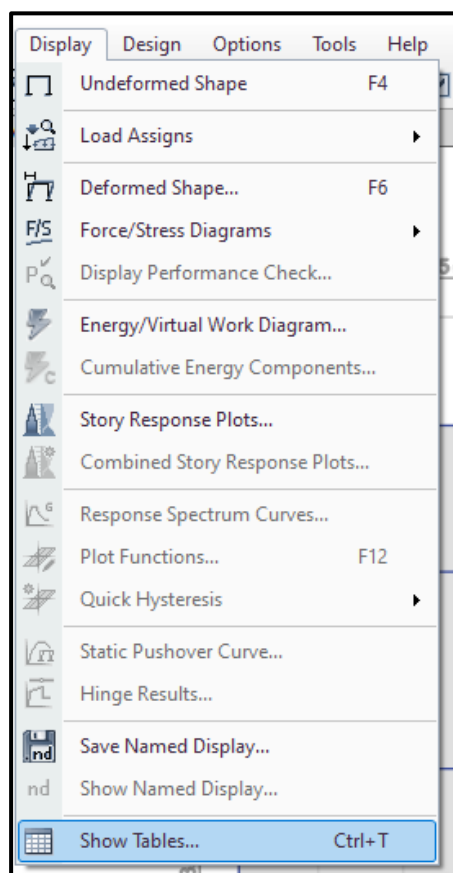 Display Design Options Tools Help
Undeformed Shape F4
Load Assigns
Deformed Shape... F6
F/S Force/Stress Diagrams
P Display Performance Check...
Energy/Virtual Work Diagram...
C Cumulative Energy Components...
Story Response Plots...
Combined Story Response Plots...
G Response Spectrum Curves...
Plot Functions... F12
Quick Hysteresis
Static Pushover Curve...
Hinge Results...
.nd Save Named Display...
nd Show Named Display...
Show Tables... Ctrl+T